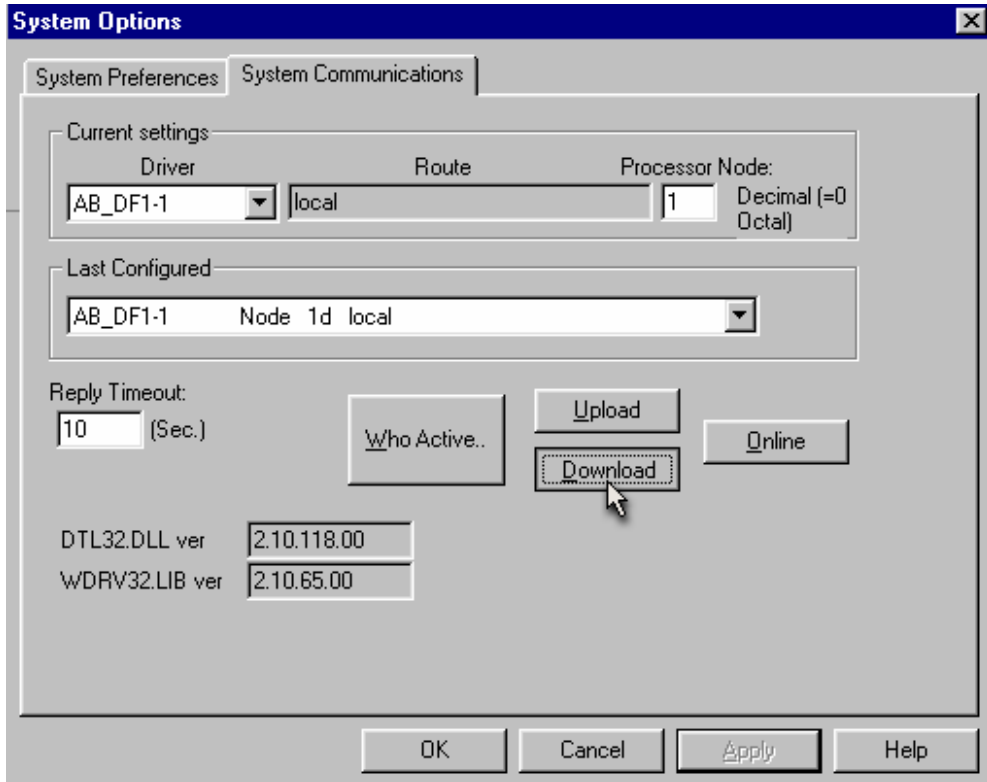 System Options
System Preferences System Communications
Current settings
Driver Route Processor Node:
AB_DF1-1 local 1 Decimal (=0
Octal)
Last Configured
AB_DF1-1 Node 1d local
Reply Timeout:
10 (Sec.)
Who Active..
Upload
Download
Online
DTL32.DLL ver 2.10.118.00
WDRV32.LIB ver 2.10.65.00
OK Cancel Apply Help